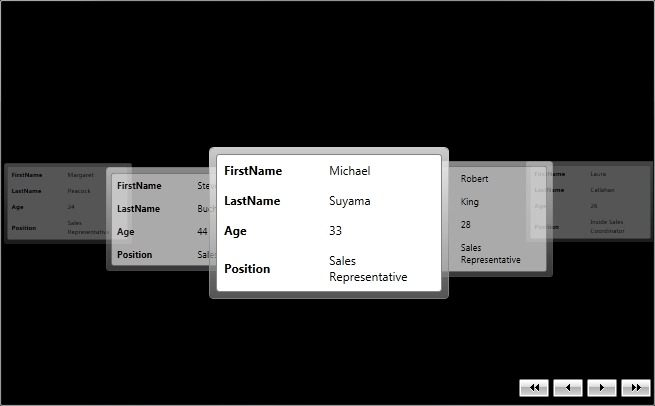 FirstName Margaret
LastName Peacock
Age 24
Position Sales
Representative
FirstName Steve
LastName Buch
Age 44
Position Sales
FirstName Michael
LastName Suyama
Age 33
Position Sales
Representative
Robert
King
28
Sales
Representative
FirstName Laura
LastName Callahan
Age 26
Position Inside Sales
Coordinator